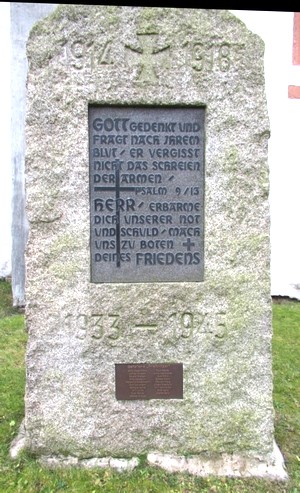 1914 1918
GOTT GEDENKT UND
FRAGT NACH IHREM
BLUT / ER VERGISST
NICHT DAS SCHREIEN
DER ARMEN /
PSALM 9/13
HERR / ERBARME
DICH UNSERER NOT
UND SCHULD / MACH
UNS ZU BOTEN
DEINES FRIEDENS
1933 – 1945